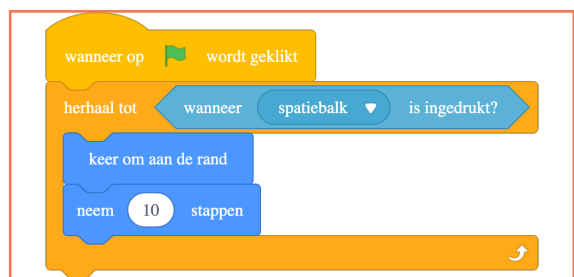 wanneer op wordt geklikt
herhaal tot wanneer spatiebalk is ingedrukt?
keer om aan de rand
neem 10 stappen